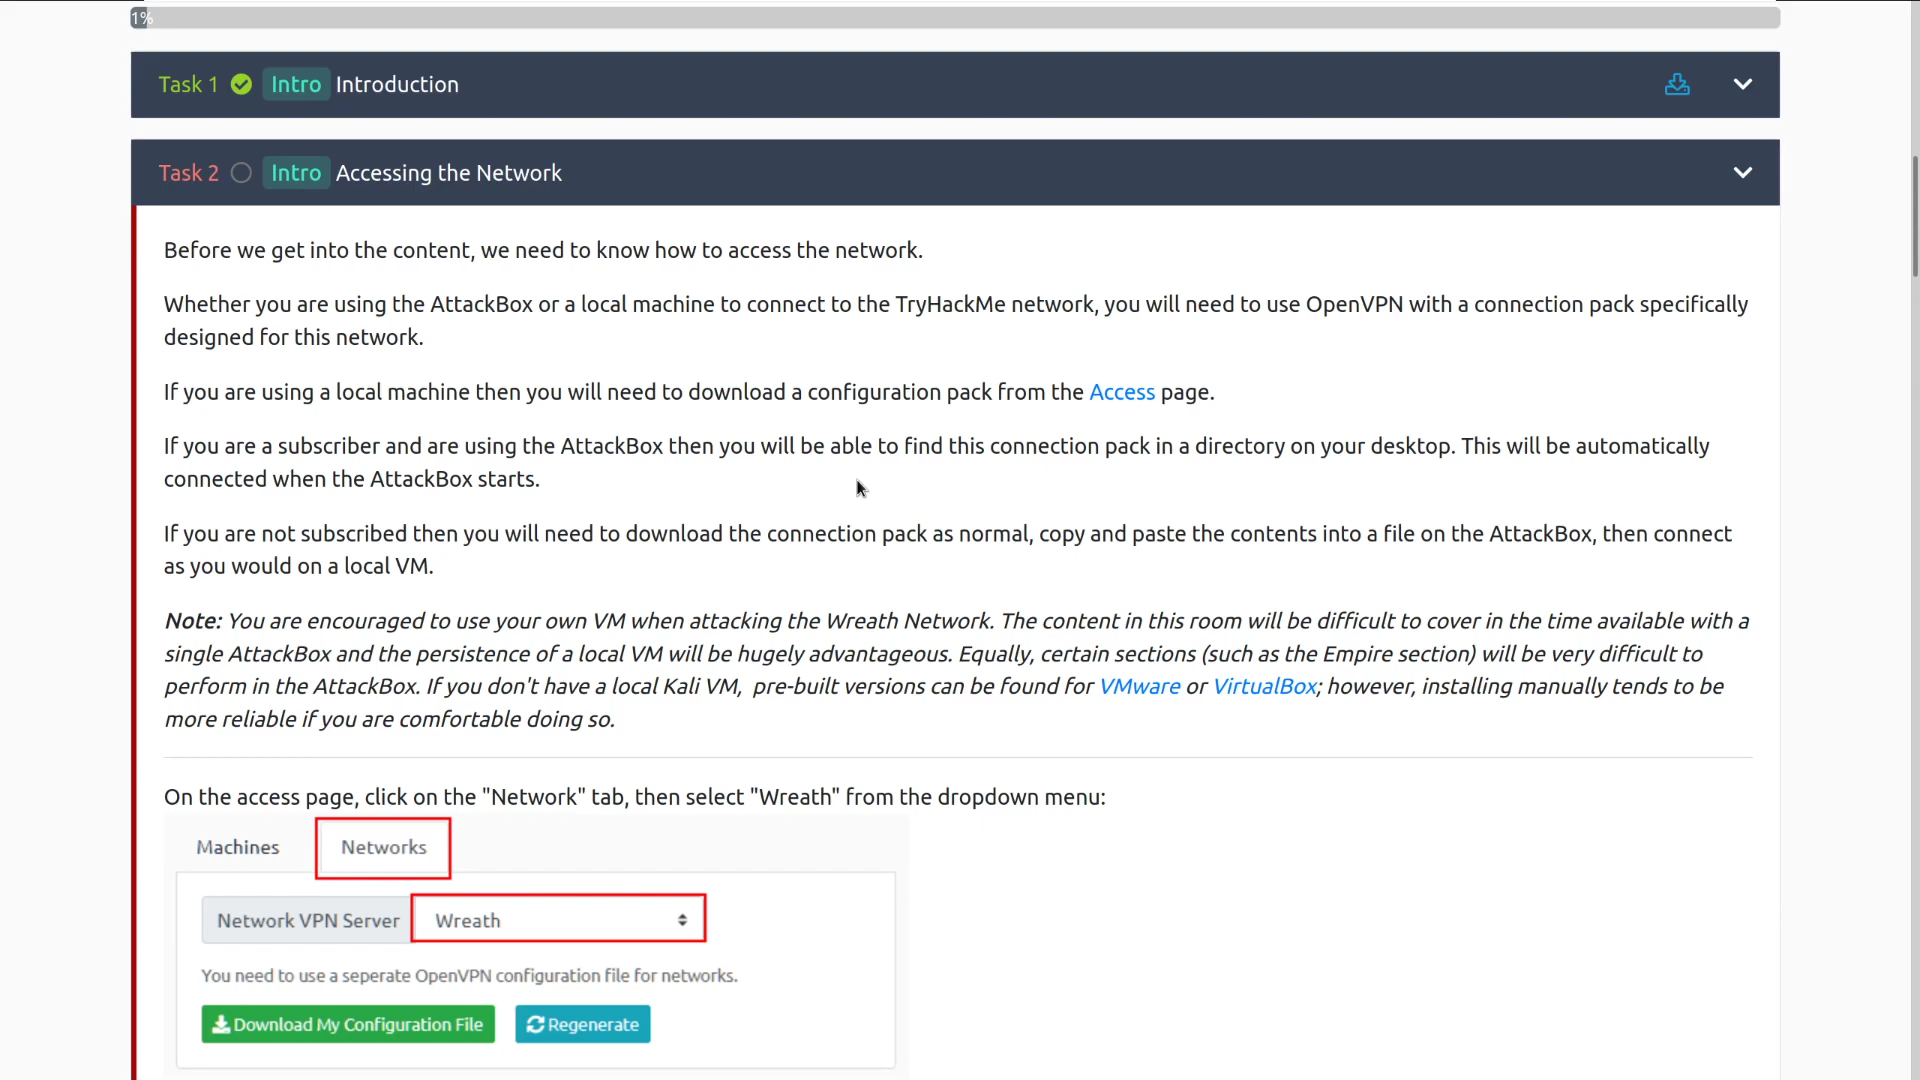 1%
Task 1 Intro Introduction
Task 2 Intro Accessing the Network
Before we get into the content, we need to know how to access the network.
Whether you are using the AttackBox or a local machine to connect to the TryHackMe network, you will need to use OpenVPN with a connection pack specifically
designed for this network.
If you are using a local machine then you will need to download a configuration pack from the Access page.
If you are a subscriber and are using the AttackBox then you will be able to find this connection pack in a directory on your desktop. This will be automatically
connected when the AttackBox starts.
If you are not subscribed then you will need to download the connection pack as normal, copy and paste the contents into a file on the AttackBox, then connect
as you would on a local VM.
Note: You are encouraged to use your own VM when attacking the Wreath Network. The content in this room will be difficult to cover in the time available with a
single AttackBox and the persistence of a local VM will be hugely advantageous. Equally, certain sections (such as the Empire section) will be very difficult to
perform in the AttackBox. If you don't have a local Kali VM,  pre-built versions can be found for VMware or VirtualBox; however, installing manually tends to be
more reliable if you are comfortable doing so.
On the access page, click on the "Network" tab, then select "Wreath" from the dropdown menu:
Machines Networks
Network VPN Server Wreath
You need to use a seperate OpenVPN configuration file for networks.
Download My Configuration File Regenerate